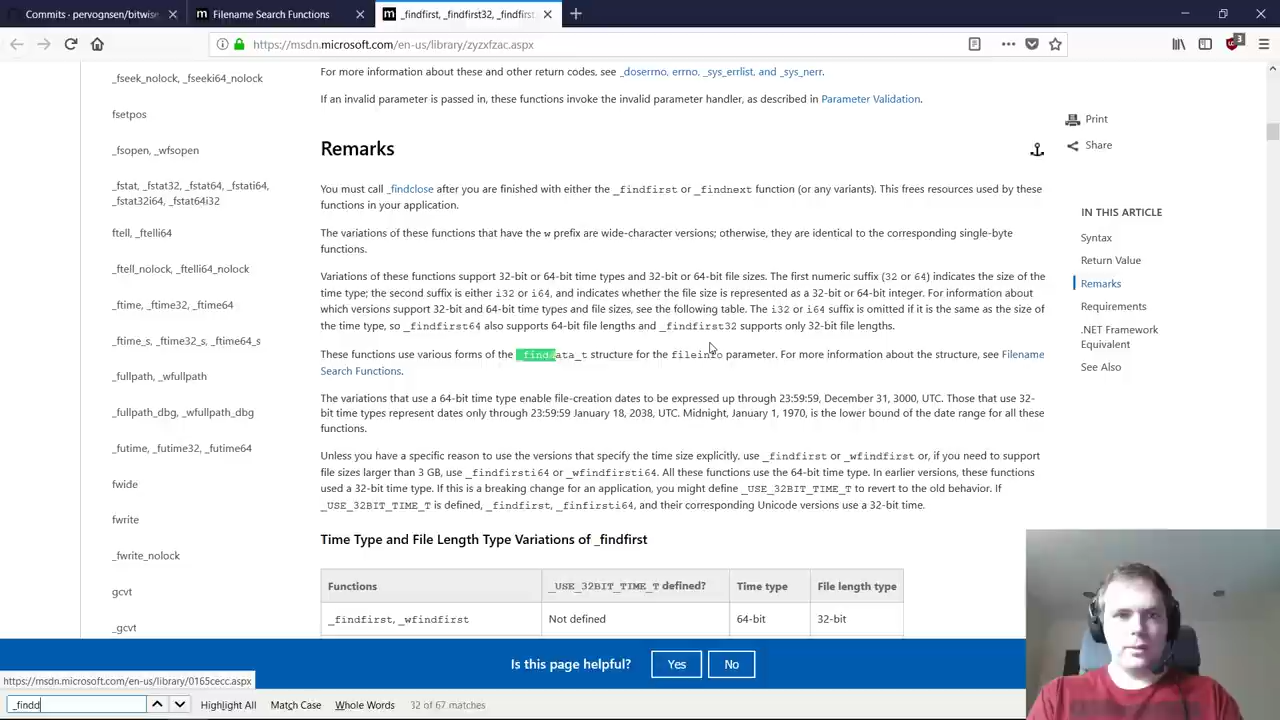 Commits - pervognsen/bitwise
Filename Search Functions
_findfirst, _findfirst32, _findfirst
https://msdn.microsoft.com/en-us/library/zyzxfzac.aspx
3
_fseek_nolock, _fseeki64_nolock
fsetpos
_fsopen, _wfsopen
_fstat, _fstat32, _fstat64, _fstati64,
_fstat32i64, _fstat64i32
ftell, _ftelli64
_ftell_nolock, _ftelli64_nolock
_ftime, _ftime32, _ftime64
_ftime_s, _ftime32_s, _ftime64_s
_fullpath, _wfullpath
_fullpath_dbg, _wfullpath_dbg
_futime, _futime32, _futime64
fwide
fwrite
_fwrite_nolock
gcvt
_gcvt
For more information about these and other return codes, see _doserrno, errno, _sys_errlist, and _sys_nerr.
If an invalid parameter is passed in, these functions invoke the invalid parameter handler, as described in Parameter Validation.
Remarks
You must call _findclose after you are finished with either the _findfirst or _findnext function (or any variants). This frees resources used by these
functions in your application.
The variations of these functions that have the w prefix are wide-character versions; otherwise, they are identical to the corresponding single-byte
functions.
Variations of these functions support 32-bit or 64-bit time types and 32-bit or 64-bit file sizes. The first numeric suffix (32 or 64) indicates the size of the
time type; the second suffix is either i32 or i64, and indicates whether the file size is represented as a 32-bit or 64-bit integer. For information about
which versions support 32-bit and 64-bit time types and file sizes, see the following table. The i32 or i64 suffix is omitted if it is the same as the size of
the time type, so _findfirst64 also supports 64-bit file lengths and _findfirst32 supports only 32-bit file lengths.
These functions use various forms of the _finddata_t structure for the fileinfo parameter. For more information about the structure, see Filename
Search Functions.
The variations that use a 64-bit time type enable file-creation dates to be expressed up through 23:59:59, December 31, 3000, UTC. Those that use 32-
bit time types represent dates only through 23:59:59 January 18, 2038, UTC. Midnight, January 1, 1970, is the lower bound of the date range for all these
functions.
Unless you have a specific reason to use the versions that specify the time size explicitly, use _findfirst or _wfindfirst or, if you need to support
file sizes larger than 3 GB, use _findfirsti64 or _wfindfirsti64. All these functions use the 64-bit time type. In earlier versions, these functions
used a 32-bit time type. If this is a breaking change for an application, you might define _USE_32BIT_TIME_T to revert to the old behavior. If
_USE_32BIT_TIME_T is defined, _findfirst, _finfirsti64, and their corresponding Unicode versions use a 32-bit time.
Time Type and File Length Type Variations of _findfirst
Functions _USE_32BIT_TIME_T defined? Time type File length type
_findfirst, _wfindfirst Not defined 64-bit 32-bit
Print
Share
IN THIS ARTICLE
Syntax
Return Value
Remarks
Requirements
.NET Framework
Equivalent
See Also
Is this page helpful? Yes No
https://msdn.microsoft.com/en-us/library/0165cecc.aspx
_findd Highlight All Match Case Whole Words 32 of 67 matches